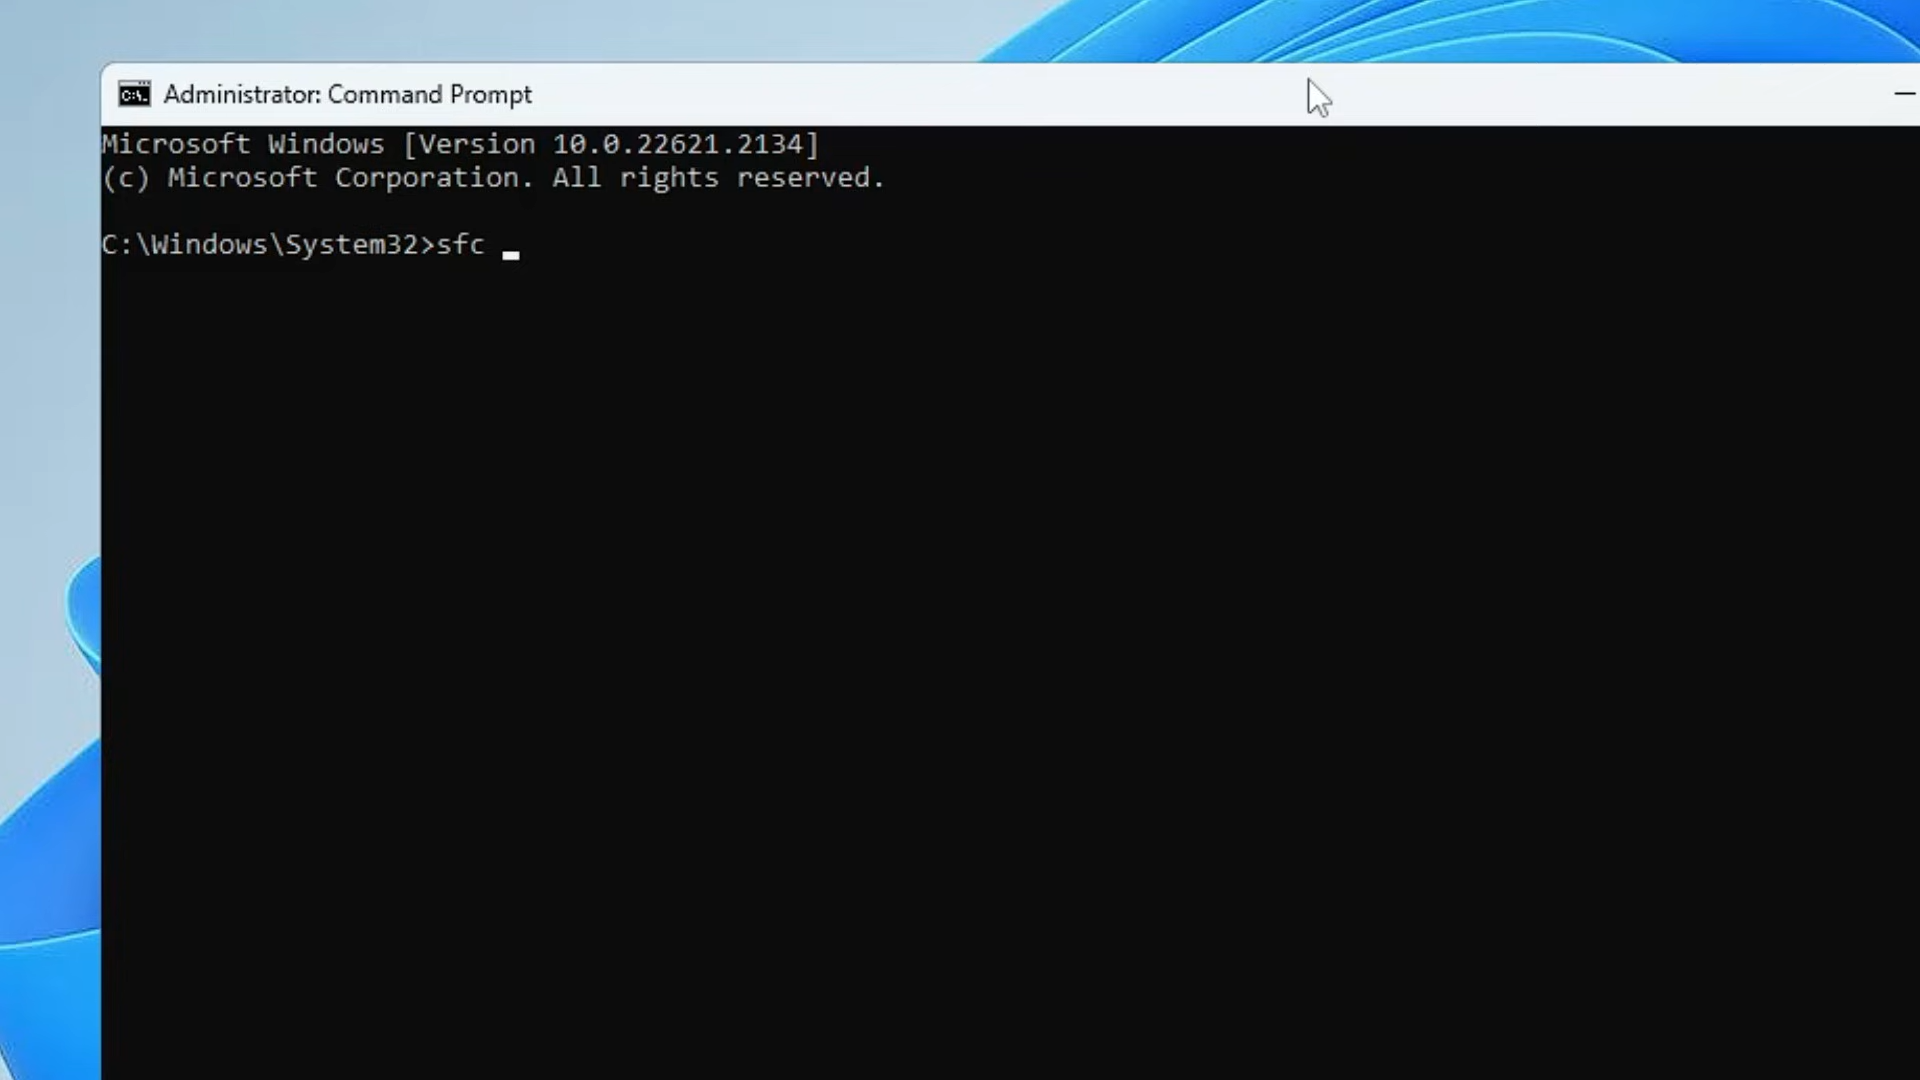 Administrator: Command Prompt
Microsoft Windows [Version 10.0.22621.2134]
(c) Microsoft Corporation. All rights reserved.
C:\Windows\System32>sfc